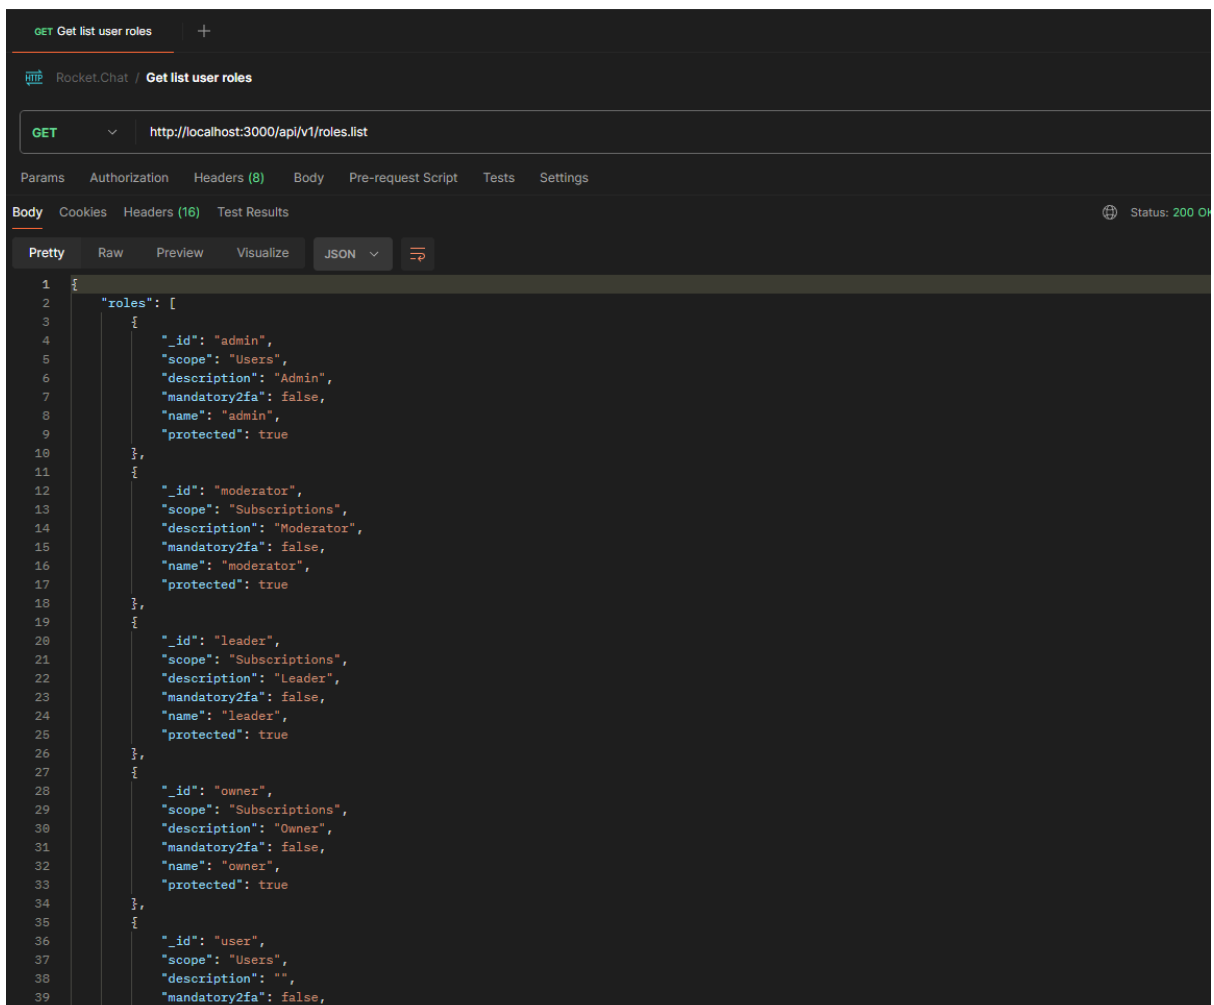 GET Get list user roles +
HTTP Rocket.Chat / Get list user roles
GET http://localhost:3000/api/v1/roles.list
Params Authorization Headers (8) Body Pre-request Script Tests Settings
Body Cookies Headers (16) Test Results Status: 200 OK
Pretty Raw Preview Visualize JSON
1 {
2 "roles": [
3 {
4 "_id": "admin",
5 "scope": "Users",
6 "description": "Admin",
7 "mandatory2fa": false,
8 "name": "admin",
9 "protected": true
10 },
11 {
12 "_id": "moderator",
13 "scope": "Subscriptions",
14 "description": "Moderator",
15 "mandatory2fa": false,
16 "name": "moderator",
17 "protected": true
18 },
19 {
20 "_id": "leader",
21 "scope": "Subscriptions",
22 "description": "Leader",
23 "mandatory2fa": false,
24 "name": "leader",
25 "protected": true
26 },
27 {
28 "_id": "owner",
29 "scope": "Subscriptions",
30 "description": "Owner",
31 "mandatory2fa": false,
32 "name": "owner",
33 "protected": true
34 },
35 {
36 "_id": "user",
37 "scope": "Users",
38 "description": "",
39 "mandatory2fa": false,